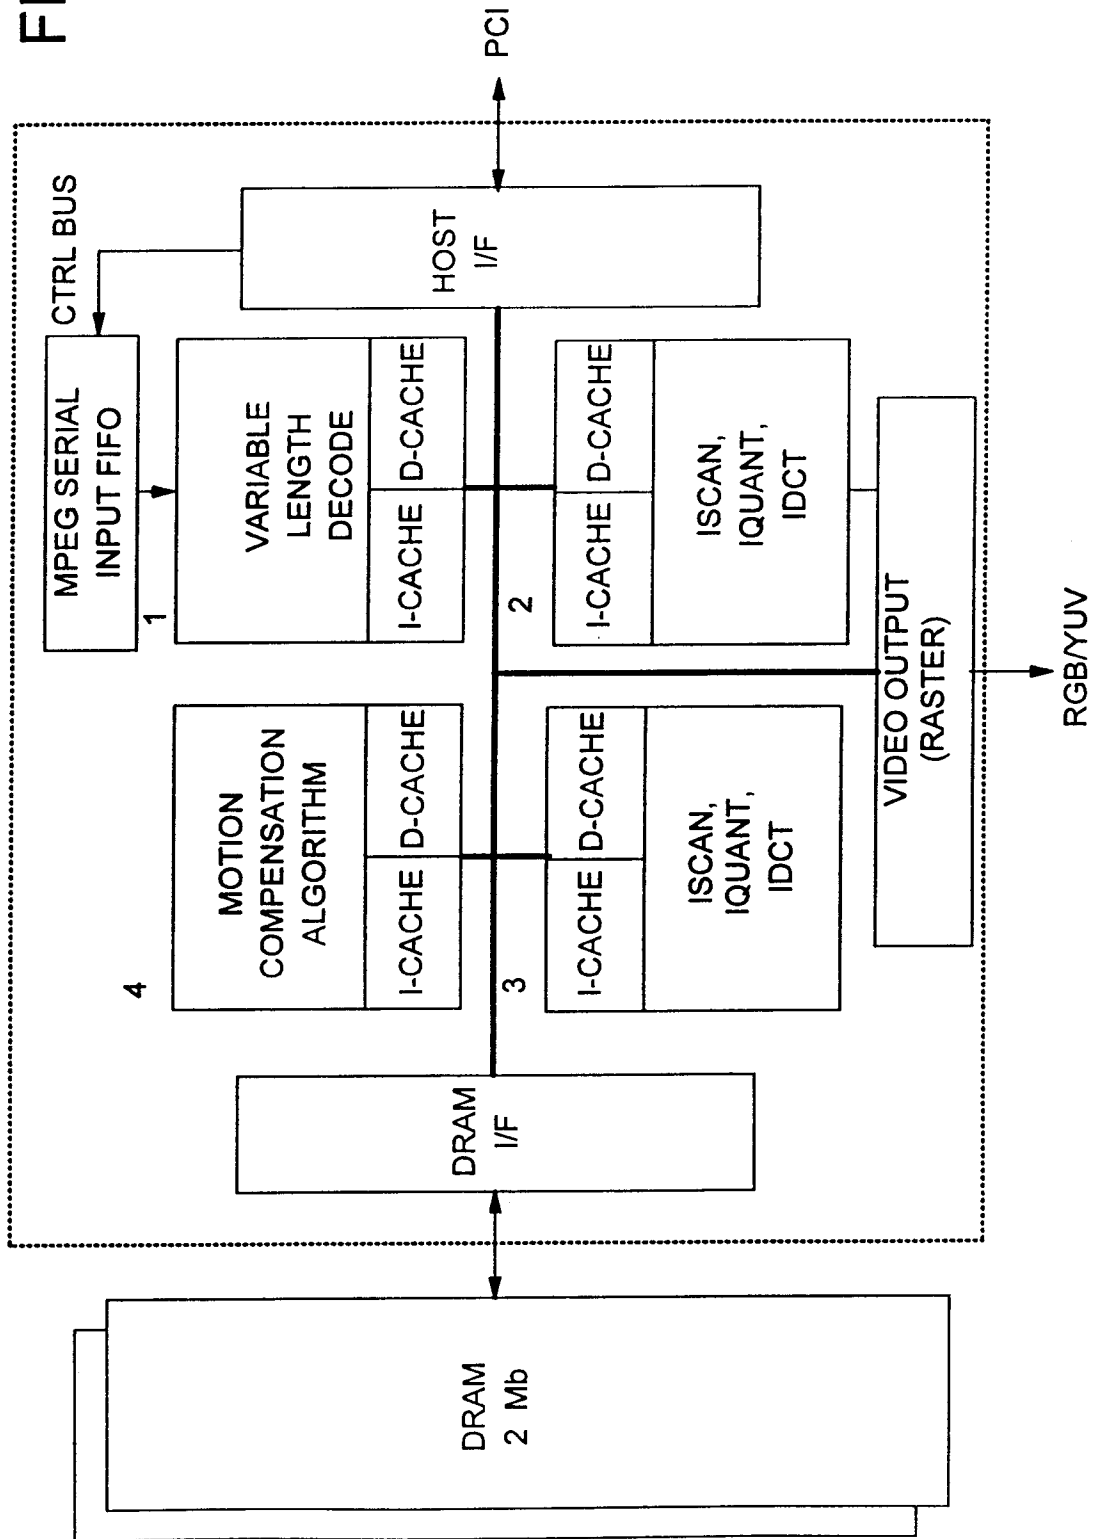 MPEG SERIAL
INPUT FIFO
CTRL BUS
4
MOTION
COMPENSATION
ALGORITHM
I-CACHE
D-CACHE
1
VARIABLE
LENGTH
DECODE
I-CACHE
D-CACHE
DRAM
2 Mb
DRAM
I/F
HOST
I/F
PCI
3
I-CACHE
D-CACHE
ISCAN,
IQUANT,
IDCT
2
I-CACHE
D-CACHE
ISCAN,
IQUANT,
IDCT
VIDEO OUTPUT
(RASTER)
RGB/YUV